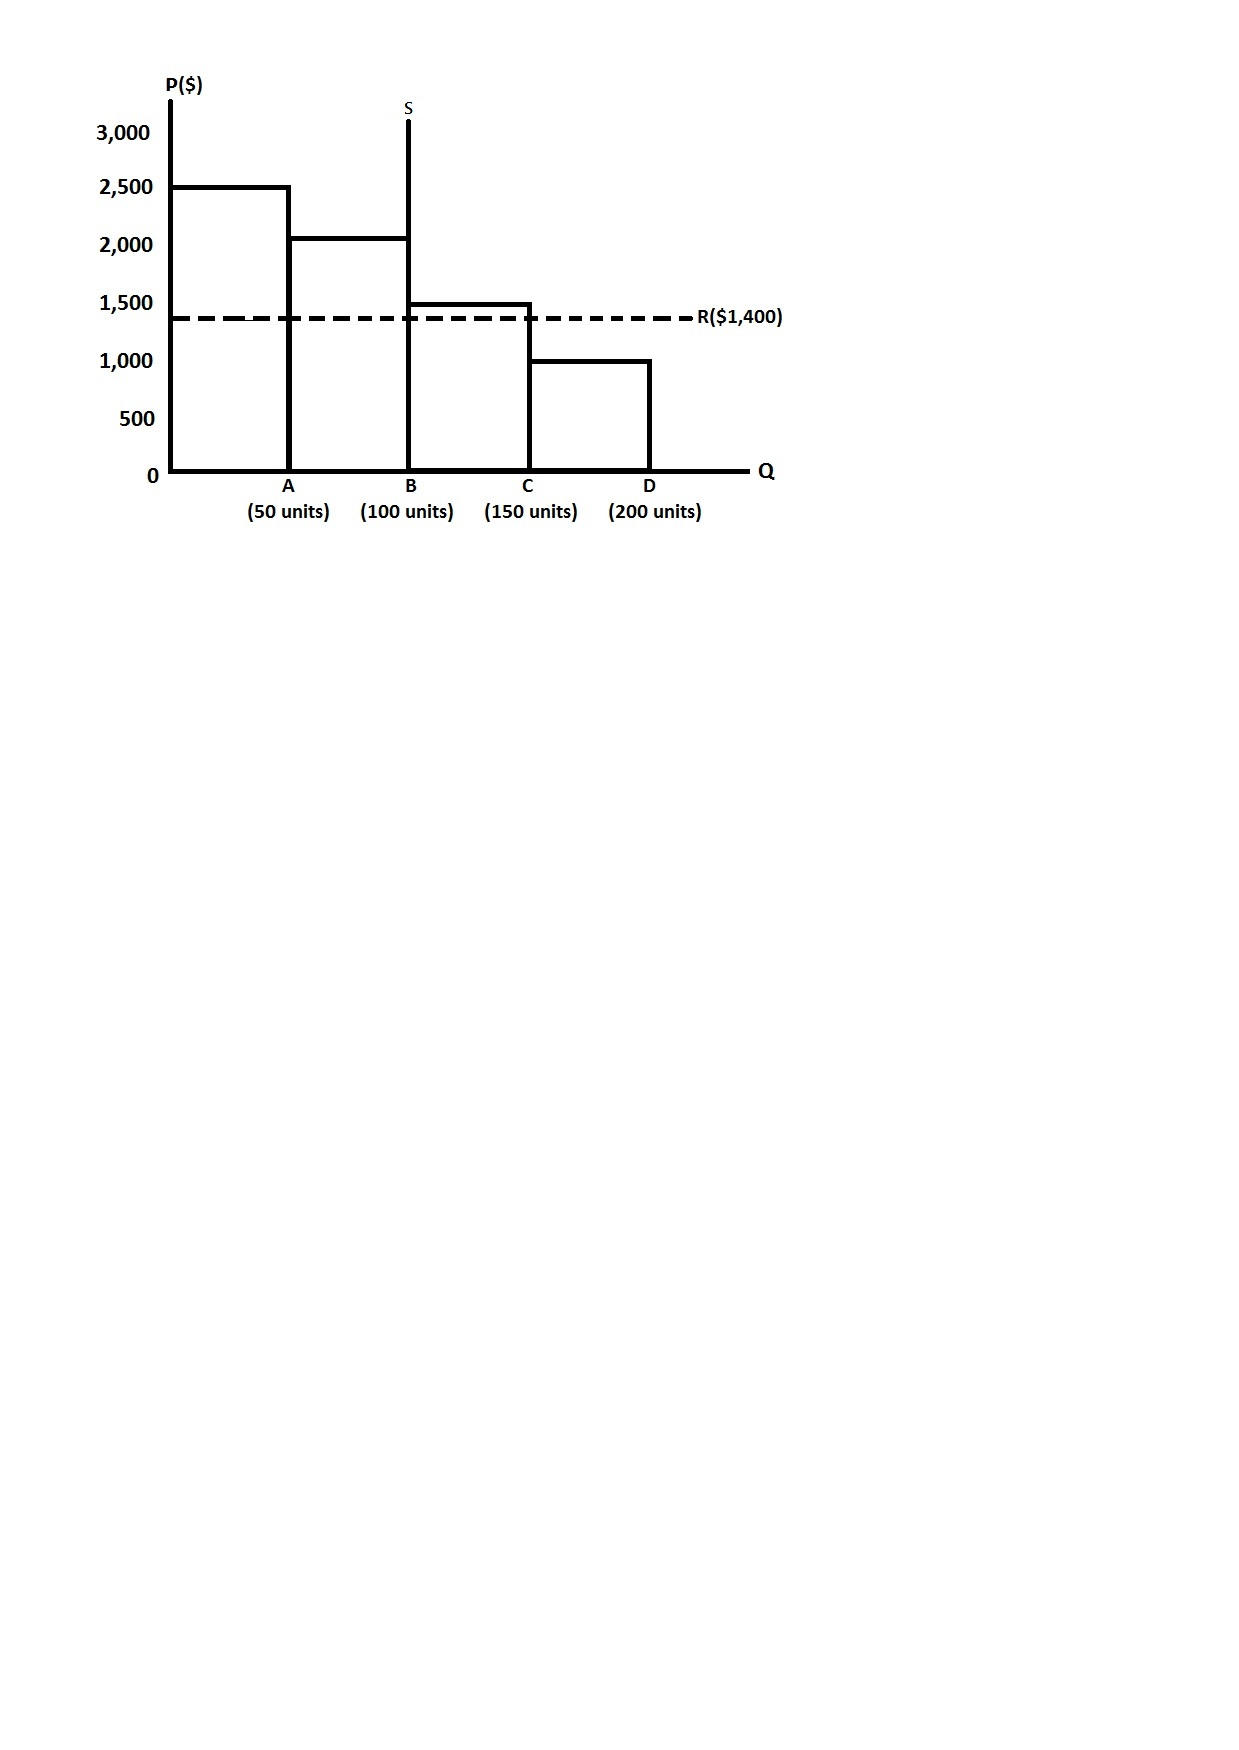 P($)
S
3,000
2,500
2,000
1,500
R($1,400)
1,000
500
0
Q
A B C D
(50 units) (100 units) (150 units) (200 units)